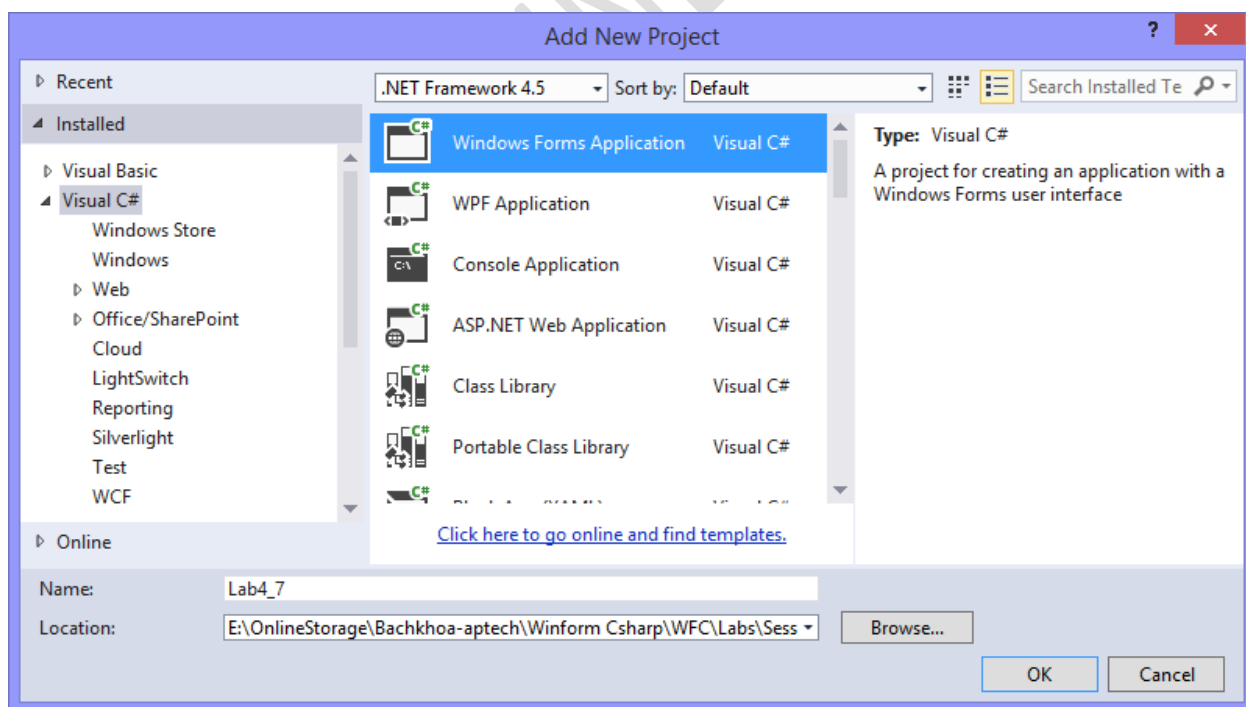 Add New Project
?
×
Recent
.NET Framework 4.5
Sort by:
Default
Search Installed Te
Installed
Visual Basic
Visual C#
Windows Store
Windows
Web
Office/SharePoint
Cloud
LightSwitch
Reporting
Silverlight
Test
WCF
Online
C#
Windows Forms Application Visual C#
C#
WPF Application Visual C#
C#
C:\
Console Application Visual C#
C#
ASP.NET Web Application Visual C#
C#
Class Library Visual C#
C#
Portable Class Library Visual C#
C#
Click here to go online and find templates.
Type: Visual C#
A project for creating an application with a
Windows Forms user interface
Name: Lab4_7
Location: E:\OnlineStorage\Bachkhoa-aptech\Winform Csharp\WFC\Labs\Sess
Browse...
OK Cancel